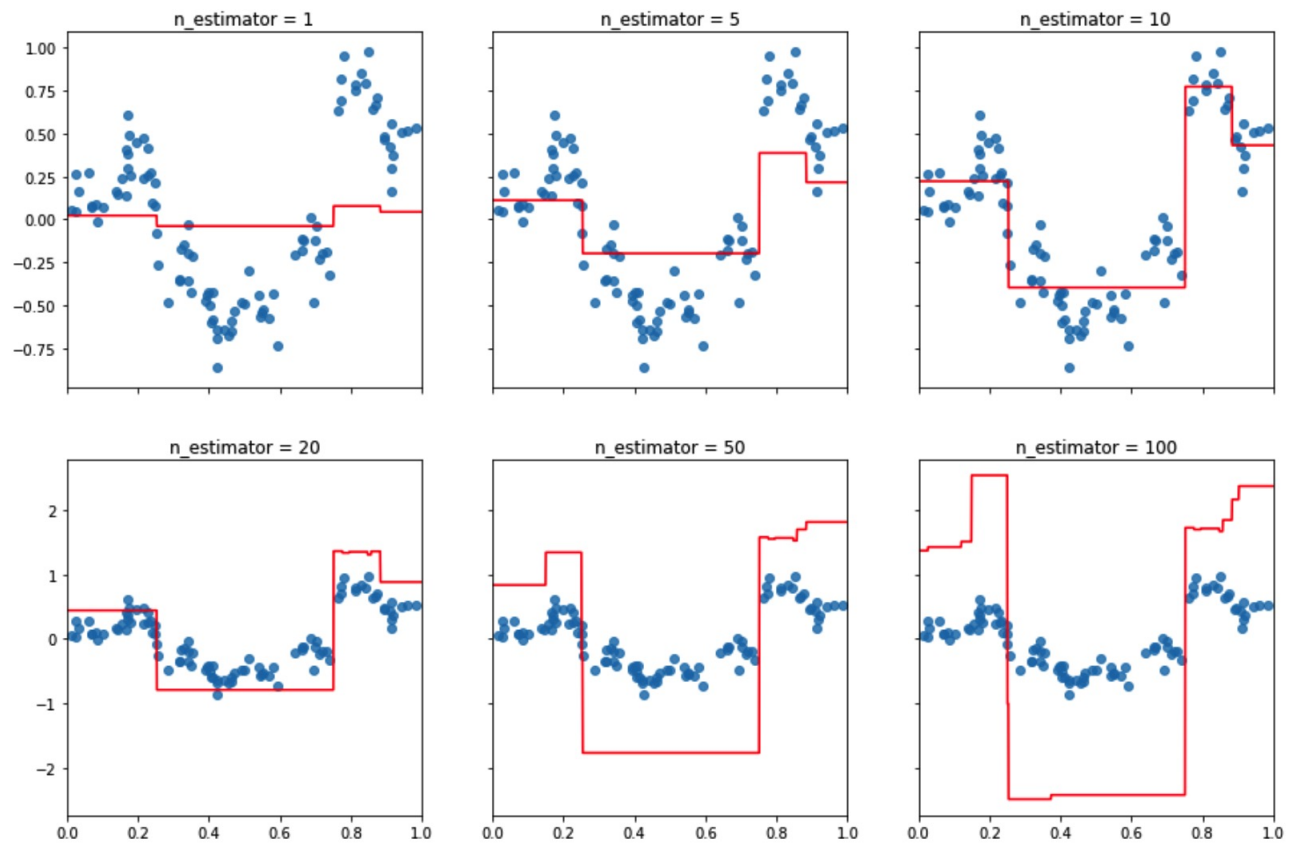 n_estimator = 1
n_estimator = 5
n_estimator = 10
1.00
0.75
0.50
0.25
0.00
−0.25
−0.50
−0.75
n_estimator = 20
n_estimator = 50
n_estimator = 100
2
1
0
−1
−2
0.0 0.2 0.4 0.6 0.8 1.0
0.0 0.2 0.4 0.6 0.8 1.0
0.0 0.2 0.4 0.6 0.8 1.0